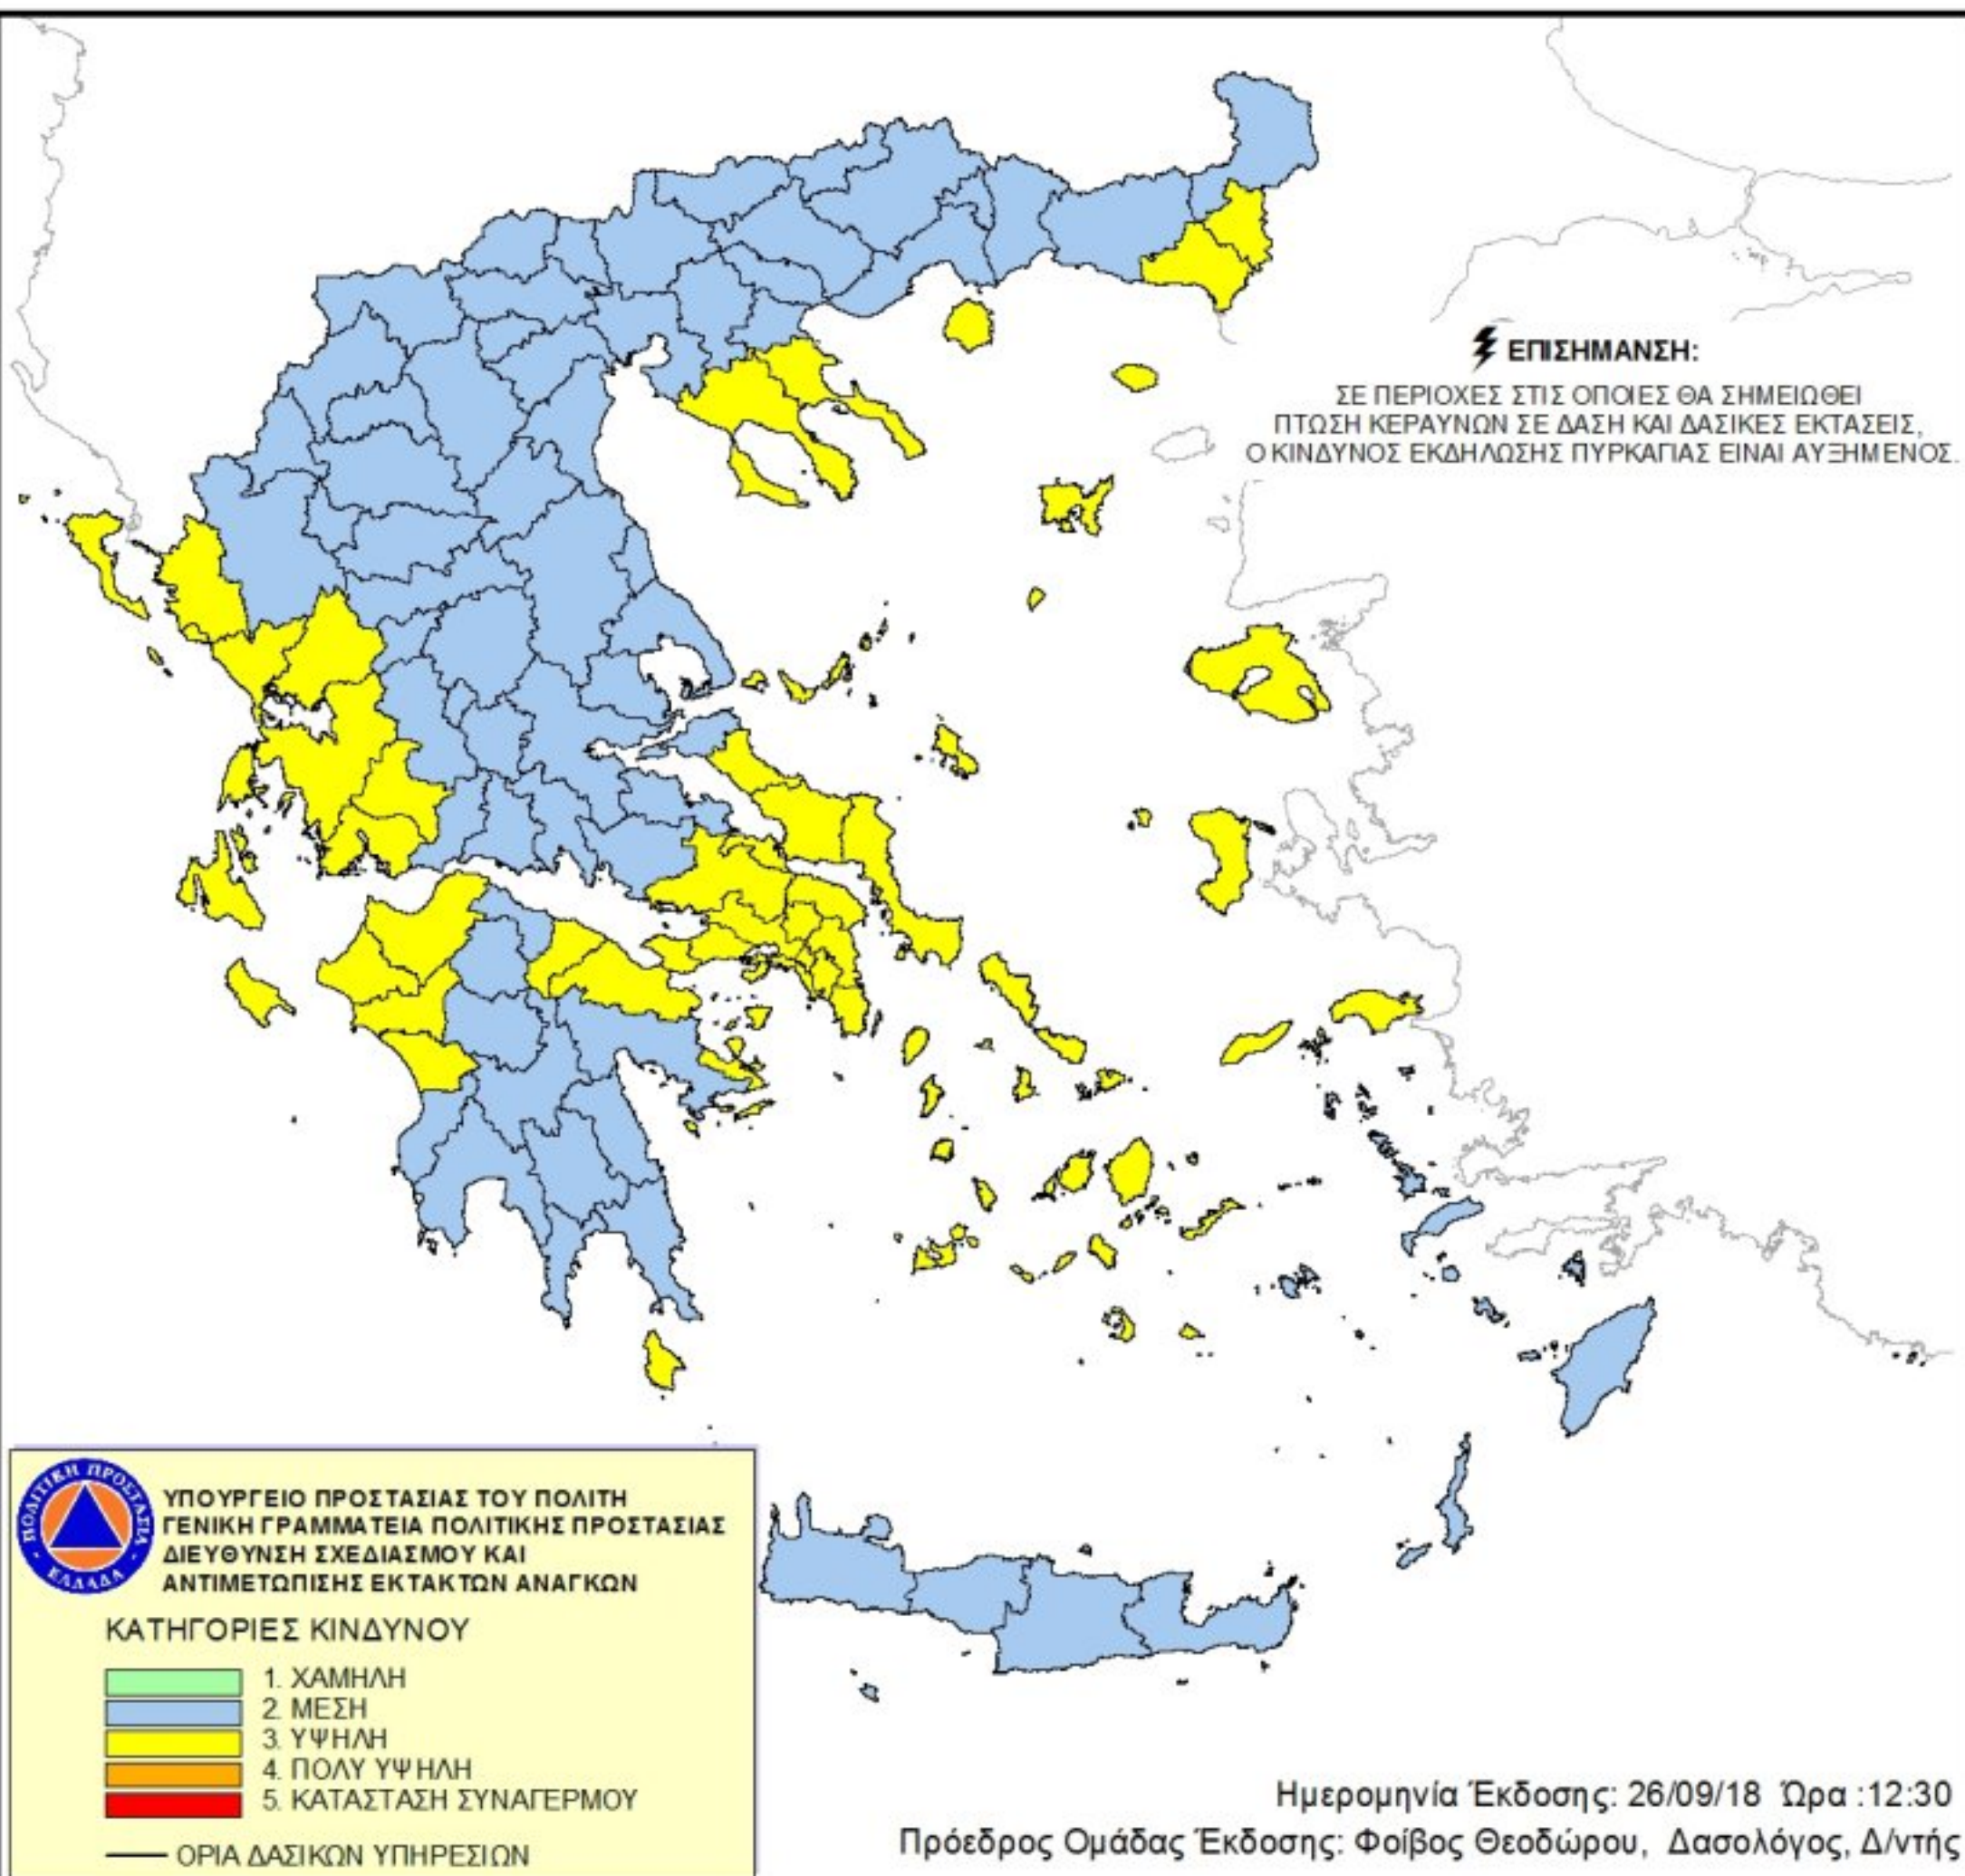 ΕΠΙΣΗΜΑΝΣΗ:
ΣΕ ΠΕΡΙΟΧΕΣ ΣΤΙΣ ΟΠΟΙΕΣ ΘΑ ΣΗΜΕΙΩΘΕΙ
ΠΤΩΣΗ ΚΕΡΑΥΝΩΝ ΣΕ ΔΑΣΗ ΚΑΙ ΔΑΣΙΚΕΣ ΕΚΤΑΣΕΙΣ,
Ο ΚΙΝΔΥΝΟΣ ΕΚΔΗΛΩΣΗΣ ΠΥΡΚΑΓΙΑΣ ΕΙΝΑΙ ΑΥΞΗΜΕΝΟΣ.
ΠΟΛΙΤΙΚΗ ΠΡΟΣΤΑΣΙΑ
- ΕΛΛΑΔΑ -
ΥΠΟΥΡΓΕΙΟ ΠΡΟΣΤΑΣΙΑΣ ΤΟΥ ΠΟΛΙΤΗ
ΓΕΝΙΚΗ ΓΡΑΜΜΑΤΕΙΑ ΠΟΛΙΤΙΚΗΣ ΠΡΟΣΤΑΣΙΑΣ
ΔΙΕΥΘΥΝΣΗ ΣΧΕΔΙΑΣΜΟΥ ΚΑΙ
ΑΝΤΙΜΕΤΩΠΙΣΗΣ ΕΚΤΑΚΤΩΝ ΑΝΑΓΚΩΝ
ΚΑΤΗΓΟΡΙΕΣ ΚΙΝΔΥΝΟΥ
1. ΧΑΜΗΛΗ
2. ΜΕΣΗ
3. ΥΨΗΛΗ
4. ΠΟΛΥ ΥΨΗΛΗ
5. ΚΑΤΑΣΤΑΣΗ ΣΥΝΑΓΕΡΜΟΥ
ΟΡΙΑ ΔΑΣΙΚΩΝ ΥΠΗΡΕΣΙΩΝ
Ημερομηνία Έκδοσης: 26/09/18 Ώρα :12:30
Πρόεδρος Ομάδας Έκδοσης: Φοίβος Θεοδώρου, Δασολόγος, Δ/ντής